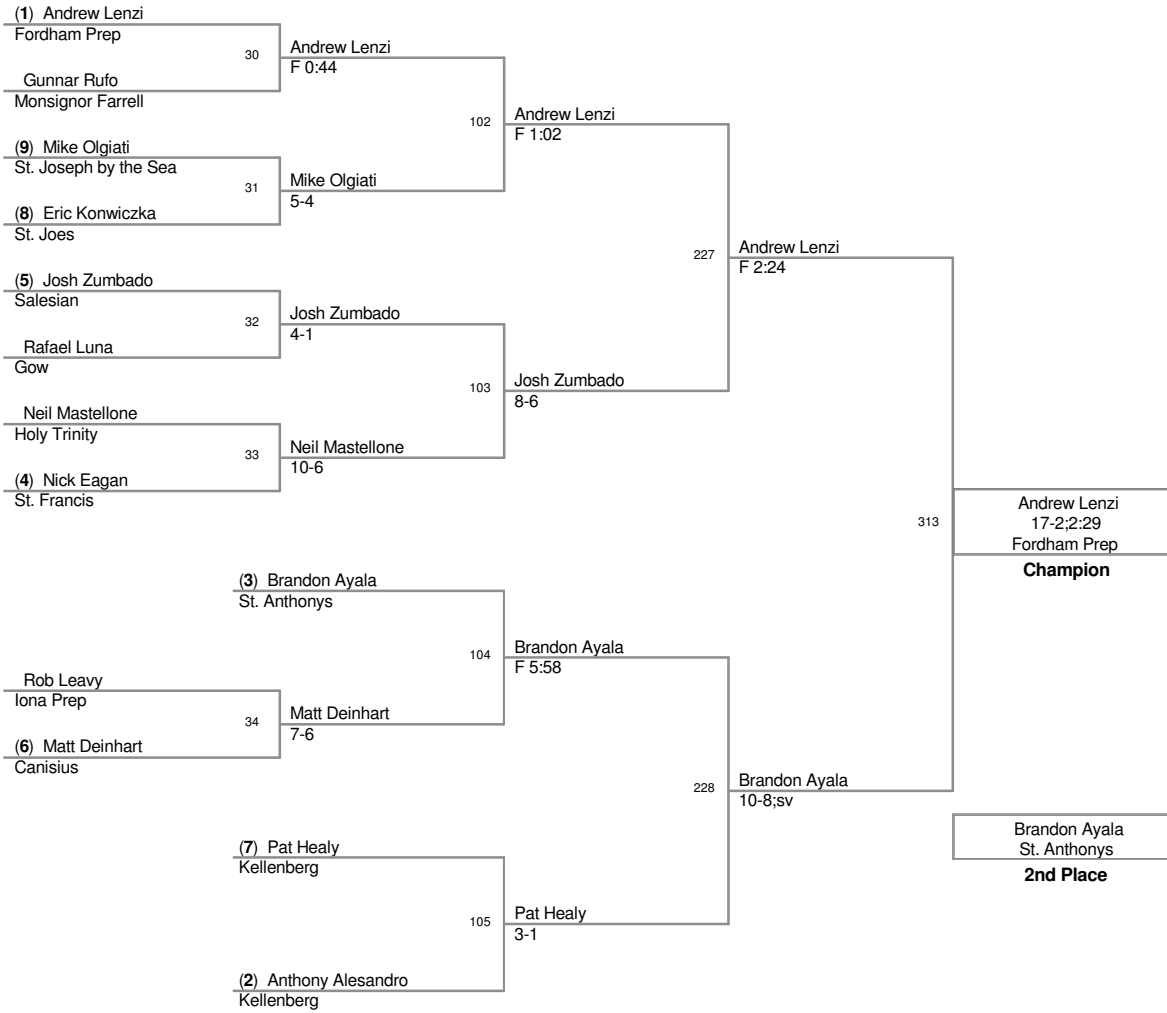 (1) Andrew Lenzi
Fordham Prep
30
Gunnar Rufo
Monsignor Farrell
Andrew Lenzi
F 0:44
102
(9) Mike Olgiati
St. Joseph by the Sea
31
(8) Eric Konwiczka
St. Joes
Mike Olgiati
5-4
Andrew Lenzi
F 1:02
227
(5) Josh Zumbado
Salesian
32
Rafael Luna
Gow
Josh Zumbado
4-1
103
Neil Mastellone
Holy Trinity
33
(4) Nick Eagan
St. Francis
Neil Mastellone
10-6
Josh Zumbado
8-6
Andrew Lenzi
F 2:24
313
(3) Brandon Ayala
St. Anthonys
104
Rob Leavy
Iona Prep
34
(6) Matt Deinhart
Canisius
Matt Deinhart
7-6
Brandon Ayala
F 5:58
228
(7) Pat Healy
Kellenberg
105
(2) Anthony Alesandro
Kellenberg
Pat Healy
3-1
Brandon Ayala
10-8;sv
Andrew Lenzi
17-2;2:29
Fordham Prep
Champion
Brandon Ayala
St. Anthonys
2nd Place